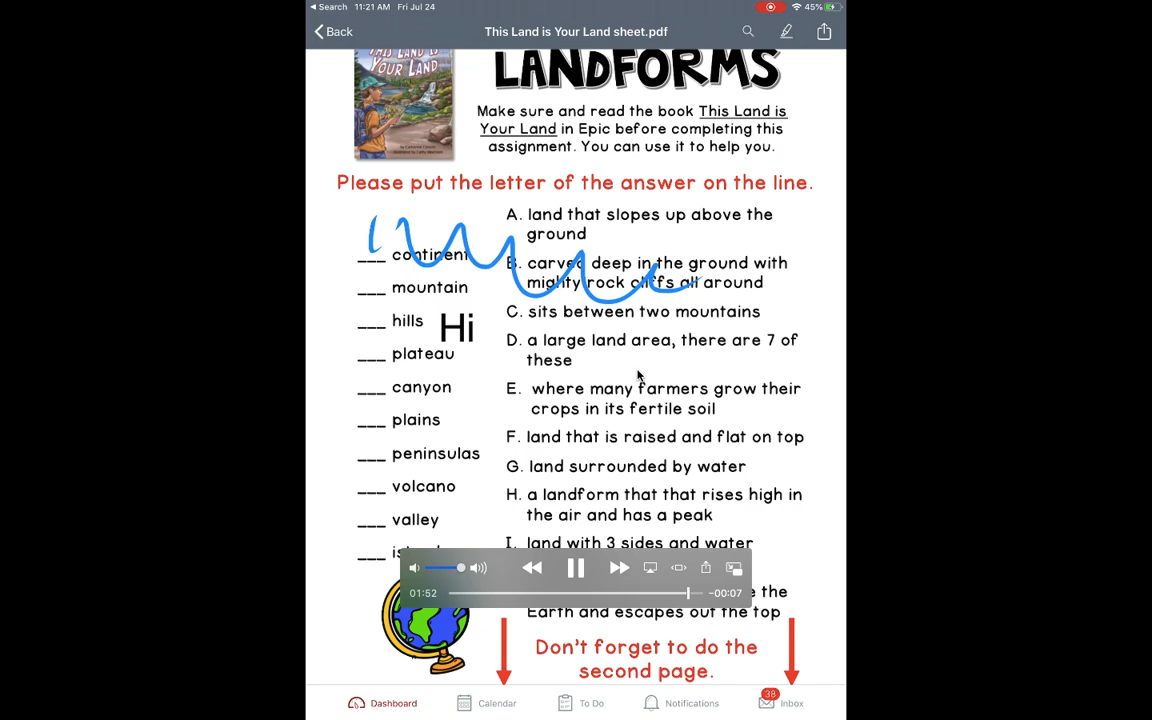 Search 11:21 AM Fri Jul 24 45%
Back This Land is Your Land sheet.pdf
YOUR LAND
LANDFORMS
Make sure and read the book This Land is
Your Land in Epic before completing this
assignment. You can use it to help you.
Please put the letter of the answer on the line.
___ continent
___ mountain
___ hills
Hi
___ plateau
___ canyon
___ plains
___ peninsulas
___ volcano
___ valley
___
A. land that slopes up above the
ground
B. carved deep in the ground with
mighty rock cliffs all around
C. sits between two mountains
D. a large land area, there are 7 of
these
E. where many farmers grow their
crops in its fertile soil
F. land that is raised and flat on top
G. land surrounded by water
H. a landform that that rises high in
the air and has a peak
I. land with 3 sides and water
the
Earth and escapes out the top
01:52 -00:07
Don't forget to do the
second page.
Dashboard Calendar To Do Notifications 38 Inbox